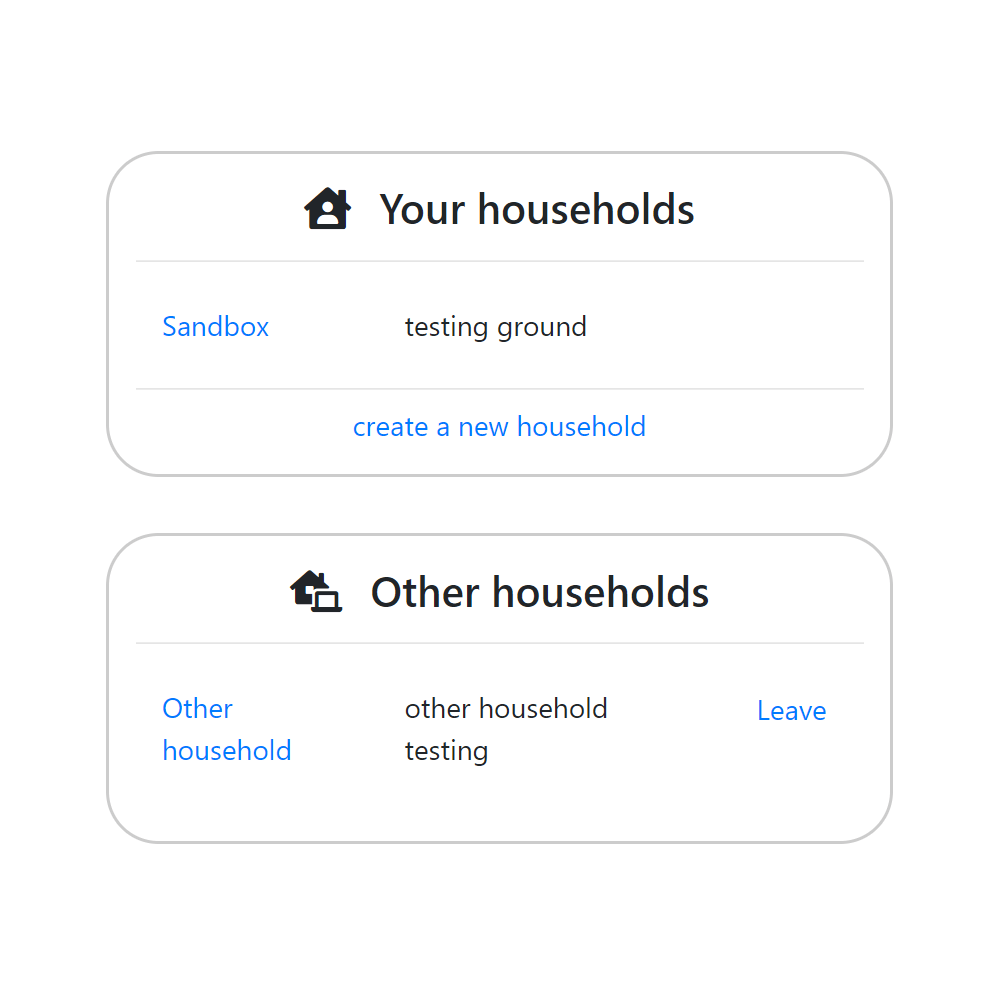 Your households
Sandbox testing ground
create a new household
Other households
Other other household Leave
household testing